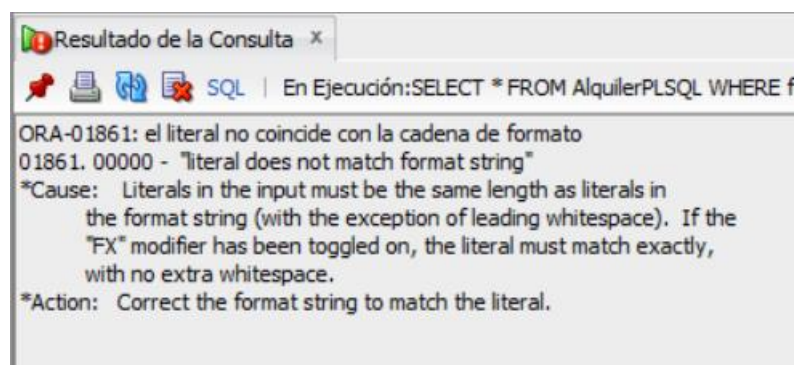 Resultado de la Consulta x
SQL | En Ejecución:SELECT * FROM AlquilerPLSQL WHERE f
ORA-01861: el literal no coincide con la cadena de formato
01861. 00000 - "literal does not match format string"
*Cause: Literals in the input must be the same length as literals in
the format string (with the exception of leading whitespace). If the
"FX" modifier has been toggled on, the literal must match exactly,
with no extra whitespace.
*Action: Correct the format string to match the literal.